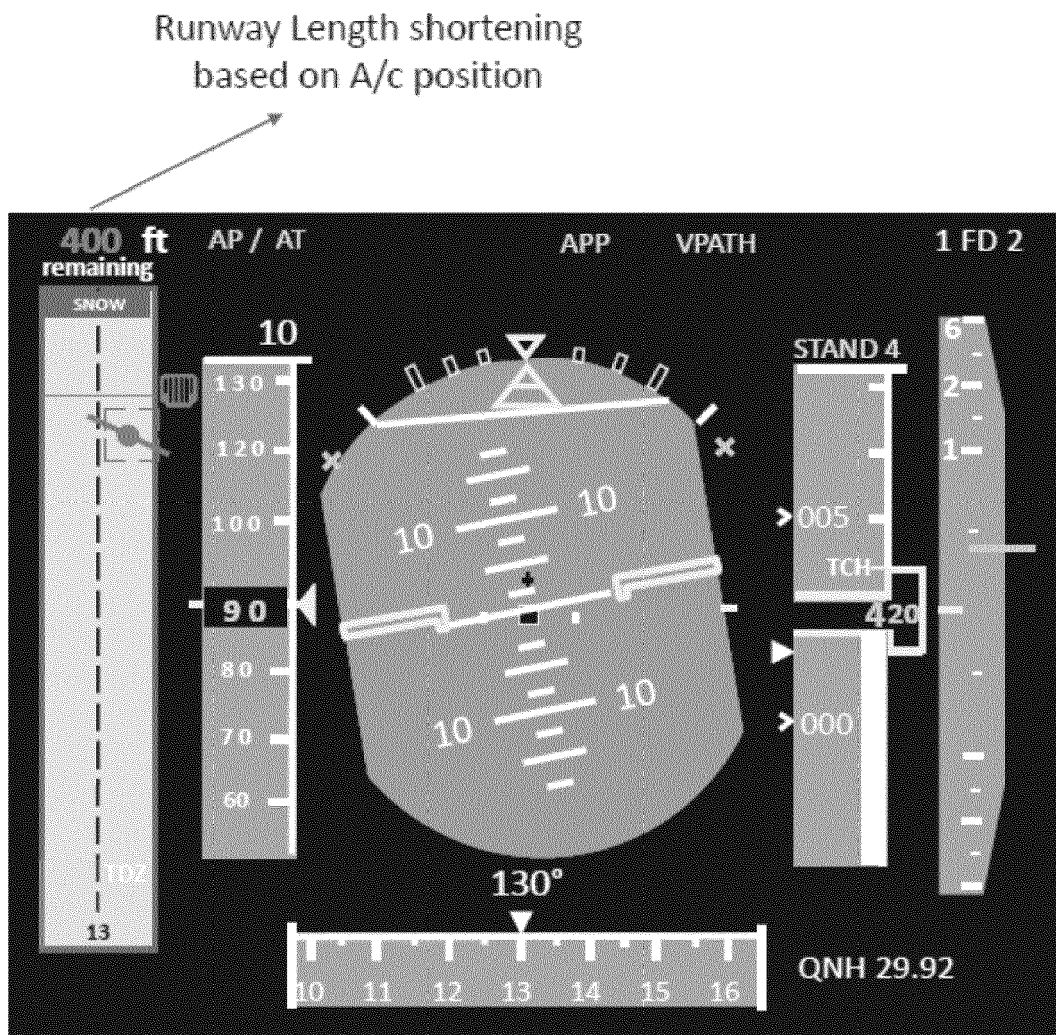 Runway Length shortening
based on A/c position
400 ft
remaining
AP / AT
APP
VPATH
1 FD 2
SNOW
10
130
120
100
90
80
70
60
10
10
10
10
STAND 4
005
TCH
420
000
6
2
1
TDZ
13
130°
10 11 12 13 14 15 16
QNH 29.92